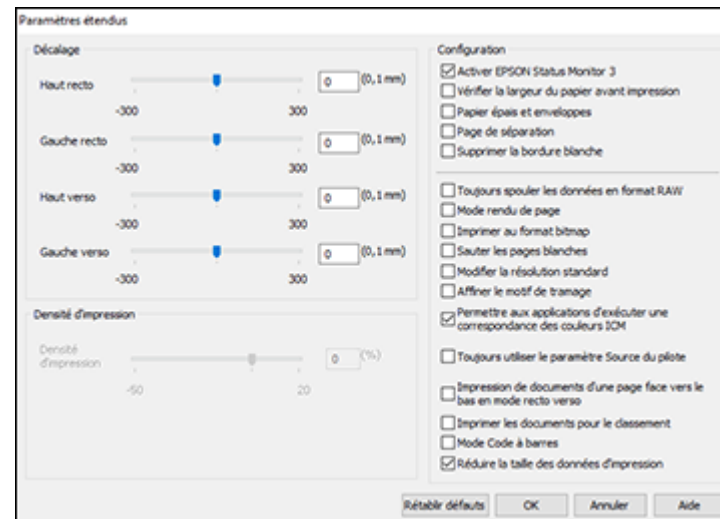 Paramètres étendus
Décalage
Haut recto
0
(0,1 mm)
-300
300
Gauche recto
0
(0,1 mm)
-300
300
Haut verso
0
(0,1 mm)
-300
300
Gauche verso
0
(0,1 mm)
-300
300
Densité d'impression
Densité
d'impression
0
(%)
-50
20
Configuration
Activer EPSON Status Monitor 3
Vérifier la largeur du papier avant impression
Papier épais et enveloppes
Page de séparation
Supprimer la bordure blanche
Toujours spouler les données en format RAW
Mode rendu de page
Imprimer au format bitmap
Sauter les pages blanches
Modifier la résolution standard
Affiner le motif de tramage
Permettre aux applications d'exécuter une
correspondance des couleurs ICM
Toujours utiliser le paramètre Source du pilote
Impression de documents d'une page face vers le
bas en mode recto verso
Imprimer les documents pour le classement
Mode Code à barres
Réduire la taille des données d'impression
Rétablir défauts
OK
Annuler
Aide